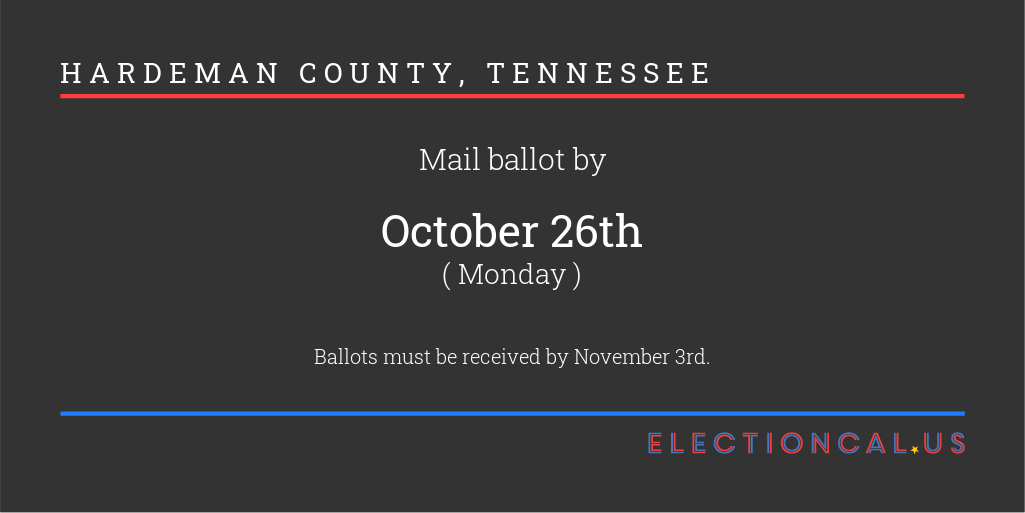 HARDEMAN COUNTY, TENNESSEE
Mail ballot by
October 26th
( Monday )
Ballots must be received by November 3rd.
ELECTIONCAL.US